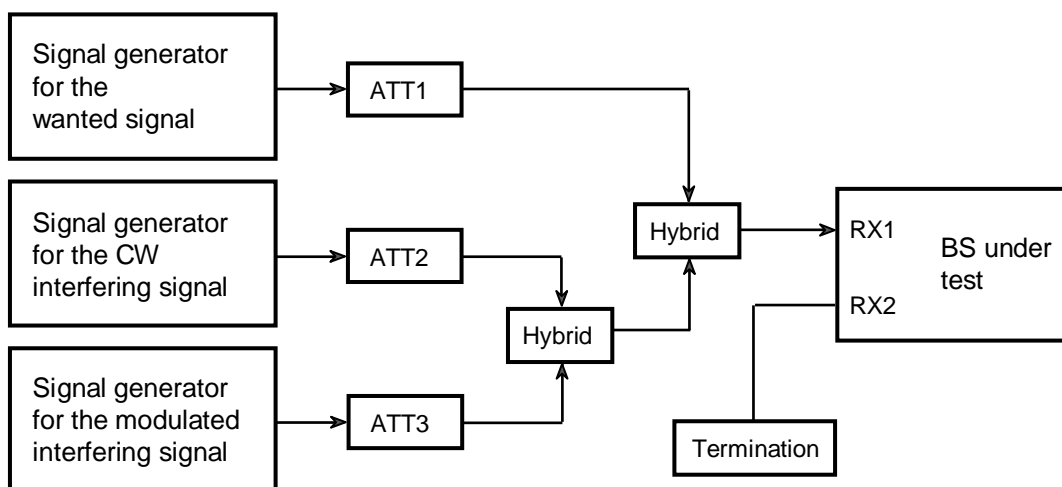 Signal generator
for the
wanted signal
ATT1
Signal generator
for the CW
interfering signal
ATT2
Signal generator
for the modulated
interfering signal
ATT3
Hybrid
Hybrid
RX1
RX2
BS under
test
Termination